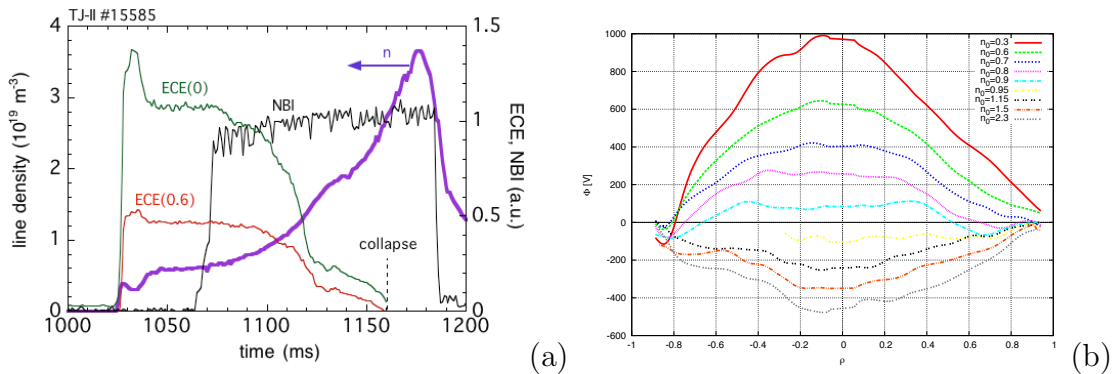 TJ-II #15585
line density (10¹⁹ m⁻³)
4
3
2
1
0
1000
1050
1100
1150
1200
time (ms)
1.5
1
0.5
0
ECE, NBI (a.u.)
n
ECE(0)
NBI
ECE(0.6)
collapse
(a)
Φ [V]
1000
800
600
400
200
0
-200
-400
-600
-1
-0.8
-0.6
-0.4
-0.2
0
0.2
0.4
0.6
0.8
1
ρ
n₀=0.3
n₀=0.6
n₀=0.7
n₀=0.8
n₀=0.9
n₀=0.95
n₀=1.15
n₀=1.5
n₀=2.3
(b)